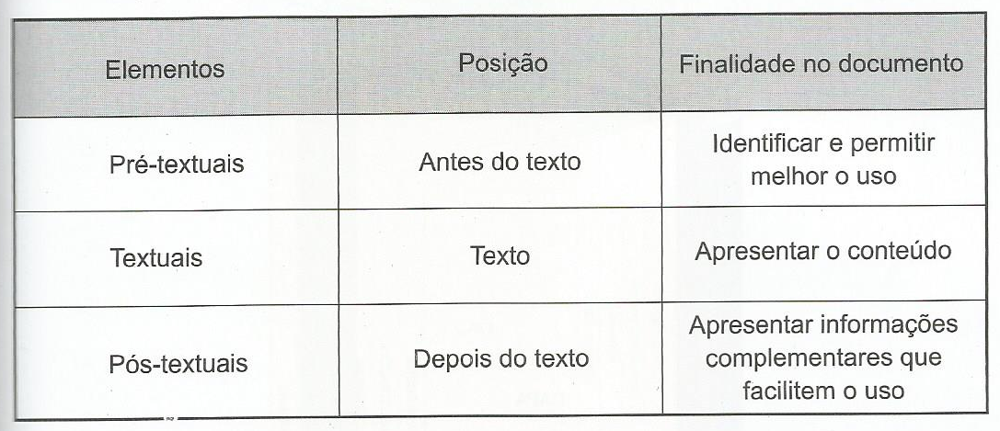 Elementos
Posição
Finalidade no documento
Pré-textuais
Antes do texto
Identificar e permitir
melhor o uso
Textuais
Texto
Apresentar o conteúdo
Pós-textuais
Depois do texto
Apresentar informações
complementares que
facilitem o uso